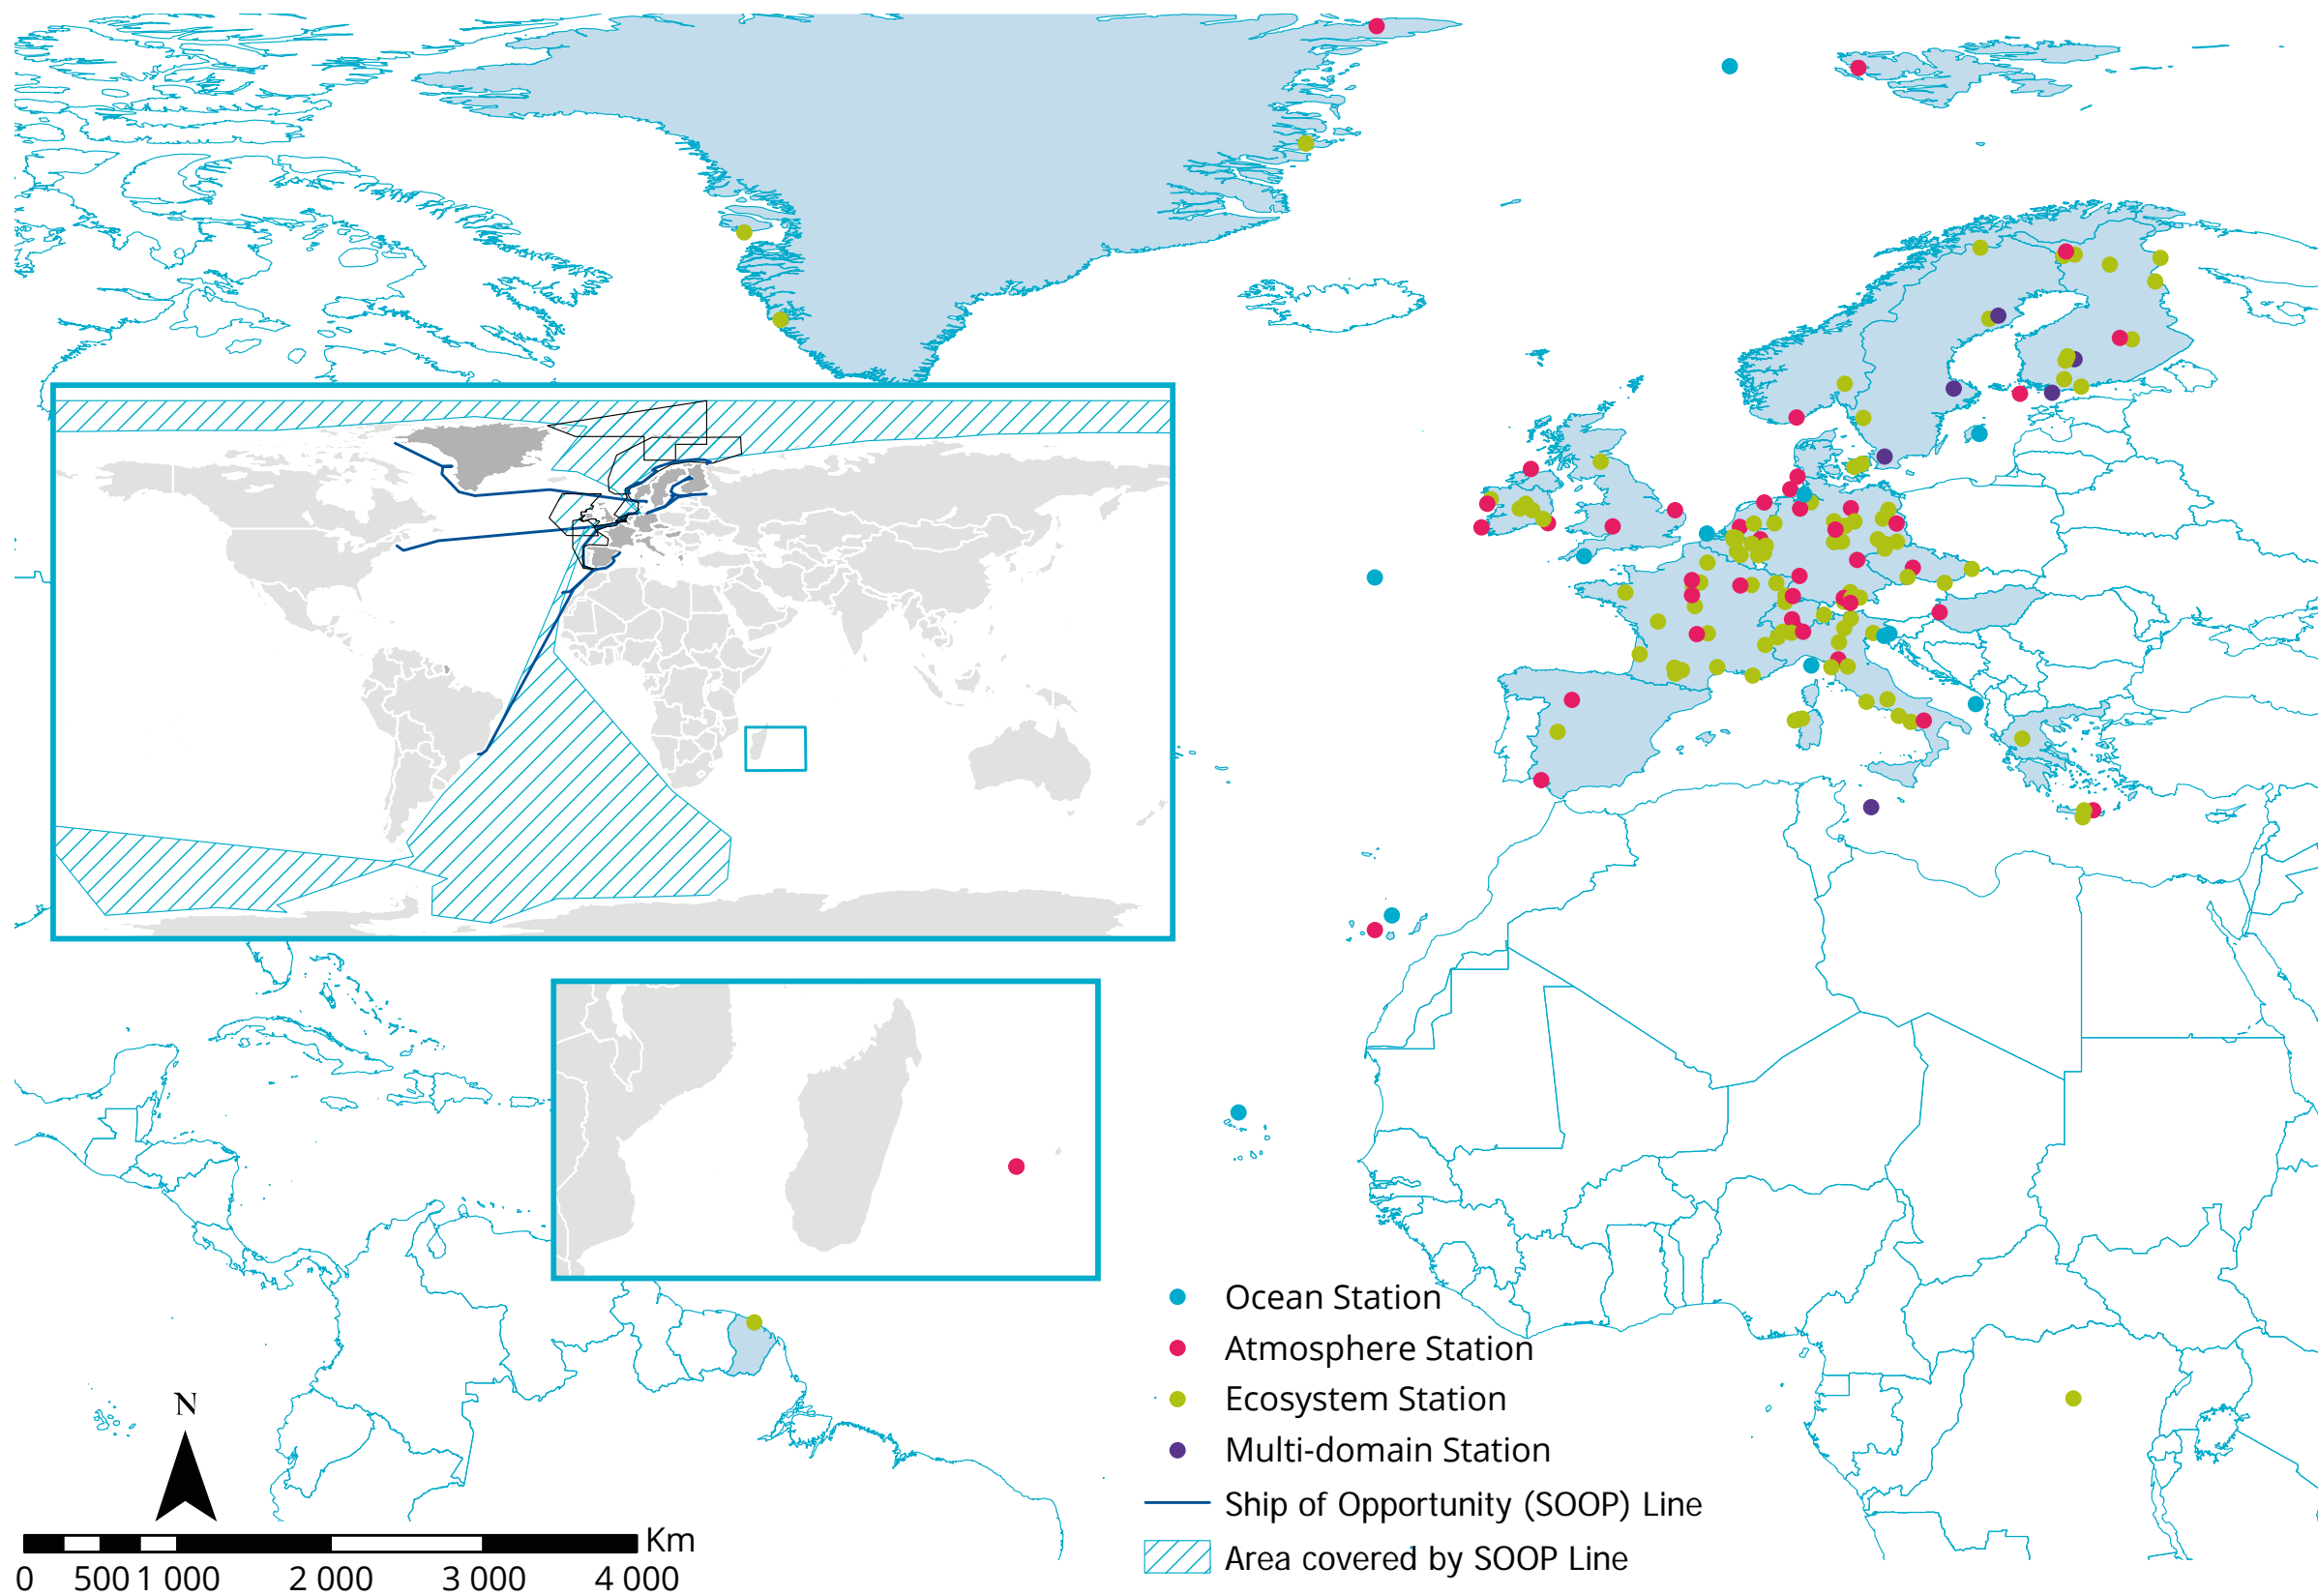 Ocean Station
Atmosphere Station
Ecosystem Station
Multi-domain Station
Ship of Opportunity (SOOP) Line
Area covered by SOOP Line
N
Km
0 500 1 000 2 000 3 000 4 000